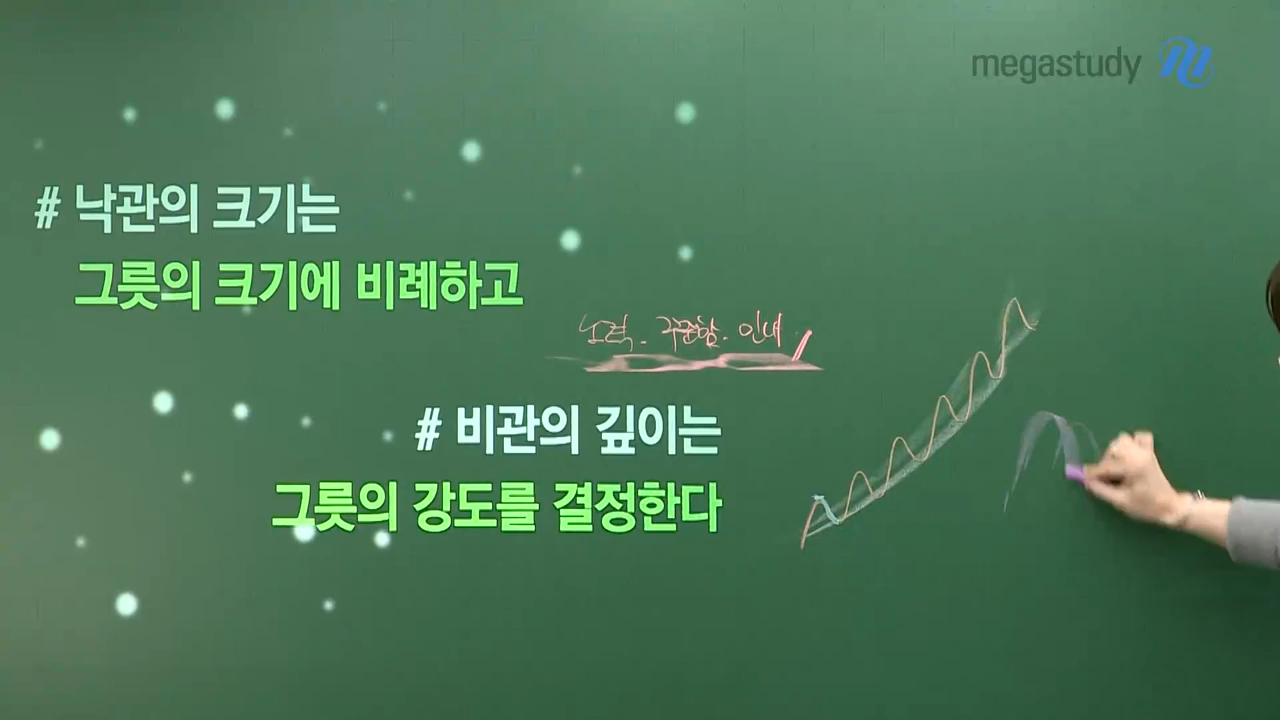 megastudy
# 낙관의 크기는
그릇의 크기에 비례하고
노력. 꾸준함. 인내
# 비관의 깊이는
그릇의 강도를 결정한다